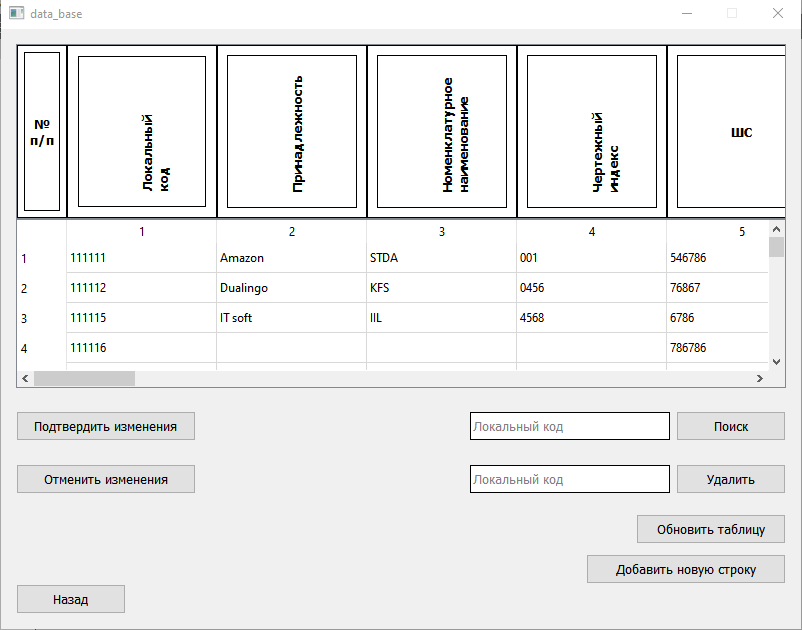 data_base
№
п/п
Локальный
код
Принадлежность
Номенклатурное
наименование
Чертежный
индекс
ШС
1 2 3 4 5
1 111111 Amazon STDA 001 546786
2 111112 Dualingo KFS 0456 76867
3 111115 IT soft IIL 4568 6786
4 111116 786786
Подтвердить изменения Локальный код Поиск
Отменить изменения Локальный код Удалить
Обновить таблицу
Добавить новую строку
Назад